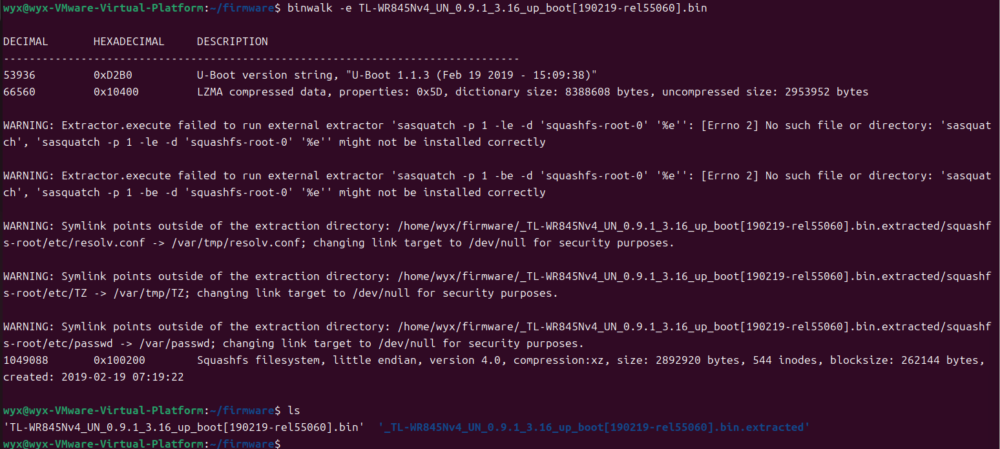 wyx@wyx-VMware-Virtual-Platform:~/firmware$ binwalk -e TL-WR845Nv4_UN_0.9.1_3.16_up_boot[190219-rel55060].bin
DECIMAL       HEXADECIMAL     DESCRIPTION
--------------------------------------------------------------------------------
53936         0xD2B0          U-Boot version string, "U-Boot 1.1.3 (Feb 19 2019 - 15:09:38)"
66560         0x10400         LZMA compressed data, properties: 0x5D, dictionary size: 8388608 bytes, uncompressed size: 2953952 bytes
WARNING: Extractor.execute failed to run external extractor 'sasquatch -p 1 -le -d 'squashfs-root-0' '%e'': [Errno 2] No such file or directory: 'sasquat
ch', 'sasquatch -p 1 -le -d 'squashfs-root-0' '%e'' might not be installed correctly
WARNING: Extractor.execute failed to run external extractor 'sasquatch -p 1 -be -d 'squashfs-root-0' '%e'': [Errno 2] No such file or directory: 'sasquat
ch', 'sasquatch -p 1 -be -d 'squashfs-root-0' '%e'' might not be installed correctly
WARNING: Symlink points outside of the extraction directory: /home/wyx/firmware/_TL-WR845Nv4_UN_0.9.1_3.16_up_boot[190219-rel55060].bin.extracted/squashf
s-root/etc/resolv.conf -> /var/tmp/resolv.conf; changing link target to /dev/null for security purposes.
WARNING: Symlink points outside of the extraction directory: /home/wyx/firmware/_TL-WR845Nv4_UN_0.9.1_3.16_up_boot[190219-rel55060].bin.extracted/squashf
s-root/etc/TZ -> /var/tmp/TZ; changing link target to /dev/null for security purposes.
WARNING: Symlink points outside of the extraction directory: /home/wyx/firmware/_TL-WR845Nv4_UN_0.9.1_3.16_up_boot[190219-rel55060].bin.extracted/squashf
s-root/etc/passwd -> /var/passwd; changing link target to /dev/null for security purposes.
1049088       0x100200        Squashfs filesystem, little endian, version 4.0, compression:xz, size: 2892920 bytes, 544 inodes, blocksize: 262144 bytes,
created: 2019-02-19 07:19:22
wyx@wyx-VMware-Virtual-Platform:~/firmware$ ls
'TL-WR845Nv4_UN_0.9.1_3.16_up_boot[190219-rel55060].bin'  '_TL-WR845Nv4_UN_0.9.1_3.16_up_boot[190219-rel55060].bin.extracted'
wyx@wyx-VMware-Virtual-Platform:~/firmware$